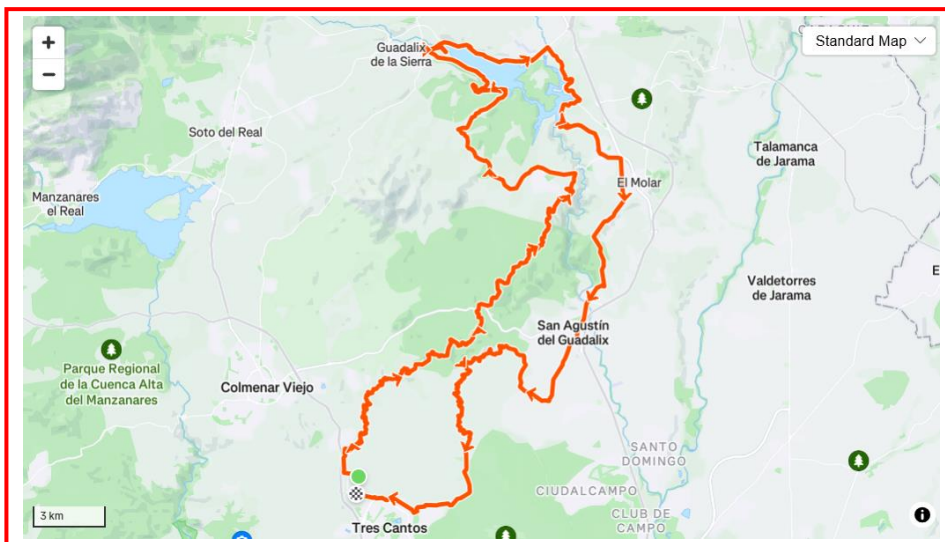 +
−
Standard Map
Guadalix
de la Sierra
Soto del Real
Talamanca
de Jarama
Manzanares
el Real
El Molar
Valdetorres
de Jarama
San Agustín
del Guadalix
Parque Regional
de la Cuenca Alta
del Manzanares
Colmenar Viejo
SANTO
DOMINGO
CIUDALCAMPO
CLUB DE
CAMPO
3 km
Tres Cantos